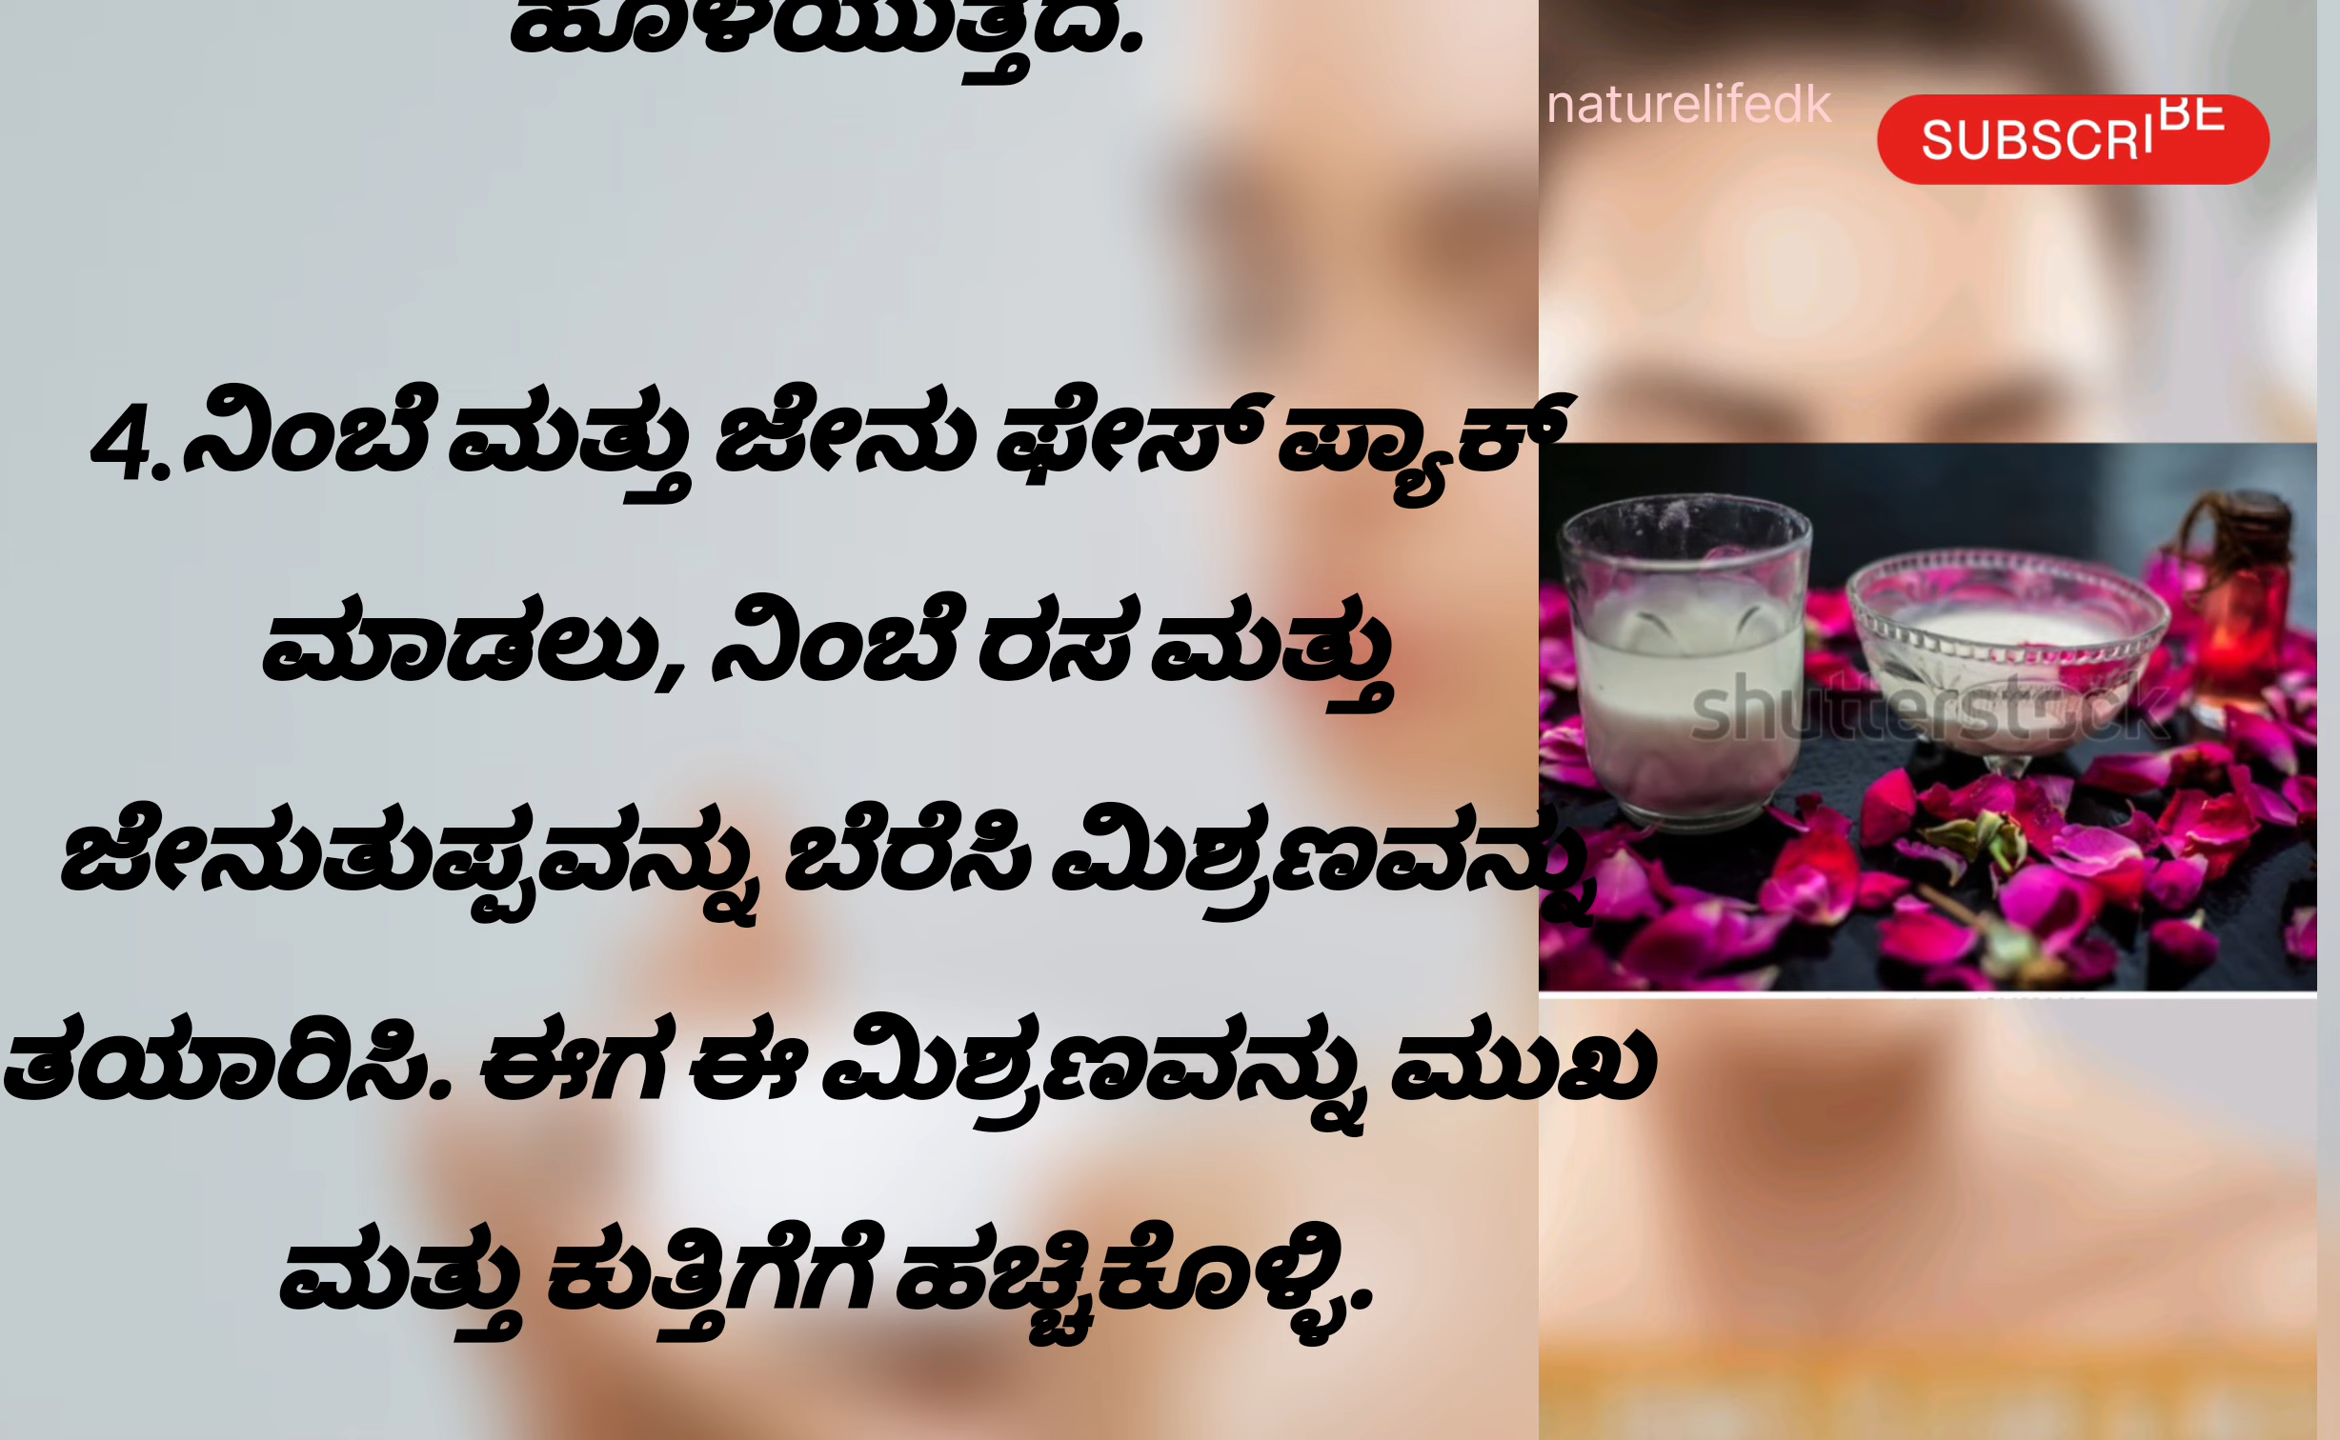 ಹೊಳೆಯುತ್ತದೆ.
naturelifedk
SUBSCRIBE
4.ನಿಂಬೆ ಮತ್ತು ಜೇನು ಫೇಸ್ ಪ್ಯಾಕ್
ಮಾಡಲು, ನಿಂಬೆ ರಸ ಮತ್ತು
ಜೇನುತುಪ್ಪವನ್ನು ಬೆರೆಸಿ ಮಿಶ್ರಣವನ್ನು
ತಯಾರಿಸಿ. ಈಗ ಈ ಮಿಶ್ರಣವನ್ನು ಮುಖ
ಮತ್ತು ಕುತ್ತಿಗೆಗೆ ಹಚ್ಚಿಕೊಳ್ಳಿ.
shutterstock